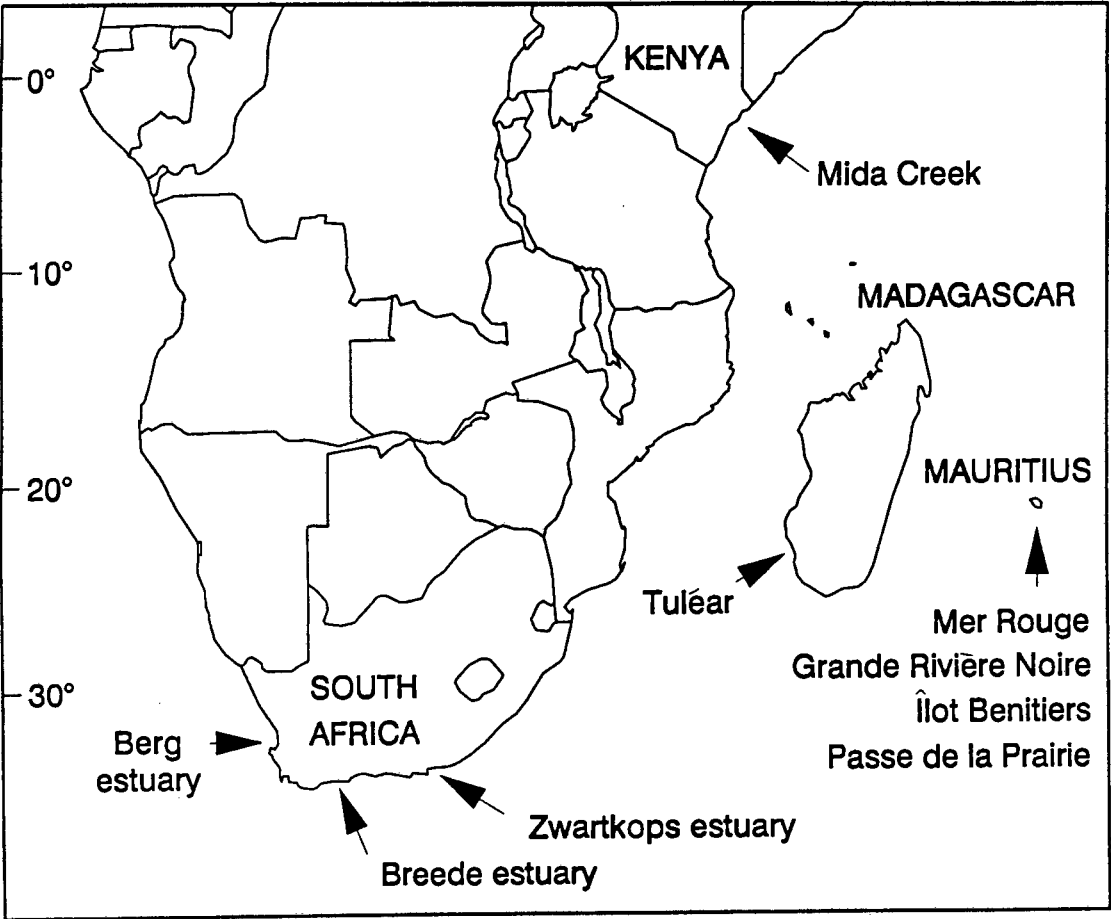 KENYA
0°
Mida Creek
10°
MADAGASCAR
MAURITIUS
20°
Tuléar
Mer Rouge
Grande Rivière Noire
Îlot Benitiers
Passe de la Prairie
30°
SOUTH
AFRICA
Berg
estuary
Zwartkops estuary
Breede estuary